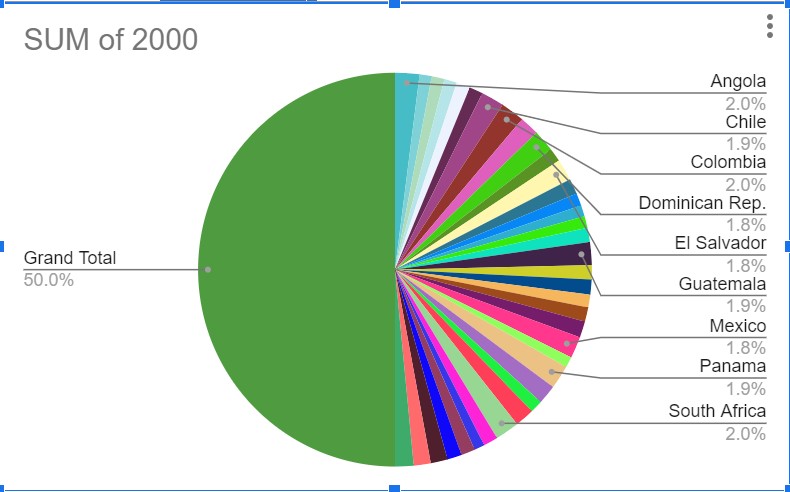 SUM of 2000
Angola
2.0%
Chile
1.9%
Colombia
2.0%
Dominican Rep.
1.8%
El Salvador
1.8%
Grand Total
50.0%
Guatemala
1.9%
Mexico
1.8%
Panama
1.9%
South Africa
2.0%